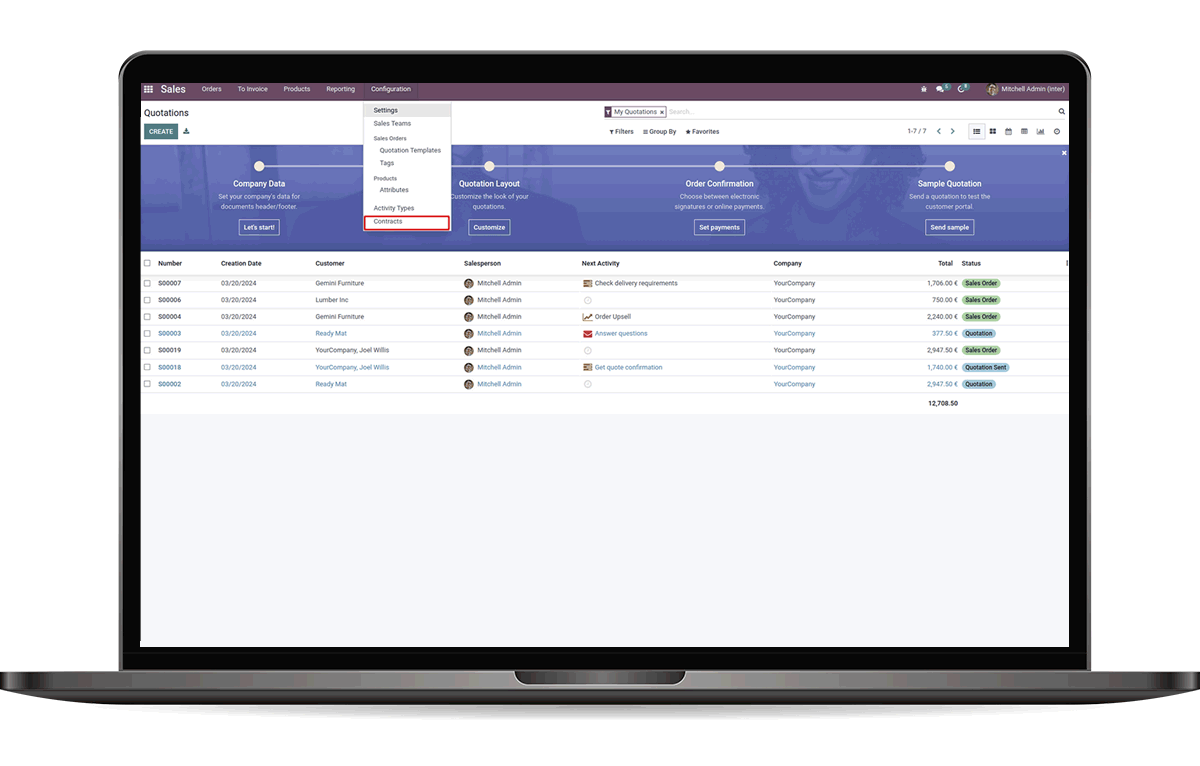 Sales Orders To Invoice Products Reporting Configuration Mitchell Admin (inter)
Quotations My Quotations × Search...
CREATE Filters Group By Favorites 1-7 / 7
Settings
Sales Teams
Sales Orders
Quotation Templates
Tags
Products
Attributes
Activity Types
Contracts
Company Data
Set your company's data for
documents header/footer.
Let's start!
Quotation Layout
Customize the look of your
quotations.
Customize
Order Confirmation
Choose between electronic
signatures or online payments.
Set payments
Sample Quotation
Send a quotation to test the
customer portal.
Send sample
Number Creation Date Customer Salesperson Next Activity Company Total Status
S00007 03/20/2024 Gemini Furniture Mitchell Admin Check delivery requirements YourCompany 1,706.00 € Sales Order
S00006 03/20/2024 Lumber Inc Mitchell Admin YourCompany 750.00 € Sales Order
S00004 03/20/2024 Gemini Furniture Mitchell Admin Order Upsell YourCompany 2,240.00 € Sales Order
S00003 03/20/2024 Ready Mat Mitchell Admin Answer questions YourCompany 377.50 € Quotation
S00019 03/20/2024 YourCompany, Joel Willis Mitchell Admin YourCompany 2,947.50 € Sales Order
S00018 03/20/2024 YourCompany, Joel Willis Mitchell Admin Get quote confirmation YourCompany 1,740.00 € Quotation Sent
S00002 03/20/2024 Ready Mat Mitchell Admin YourCompany 2,947.50 € Quotation
12,708.50